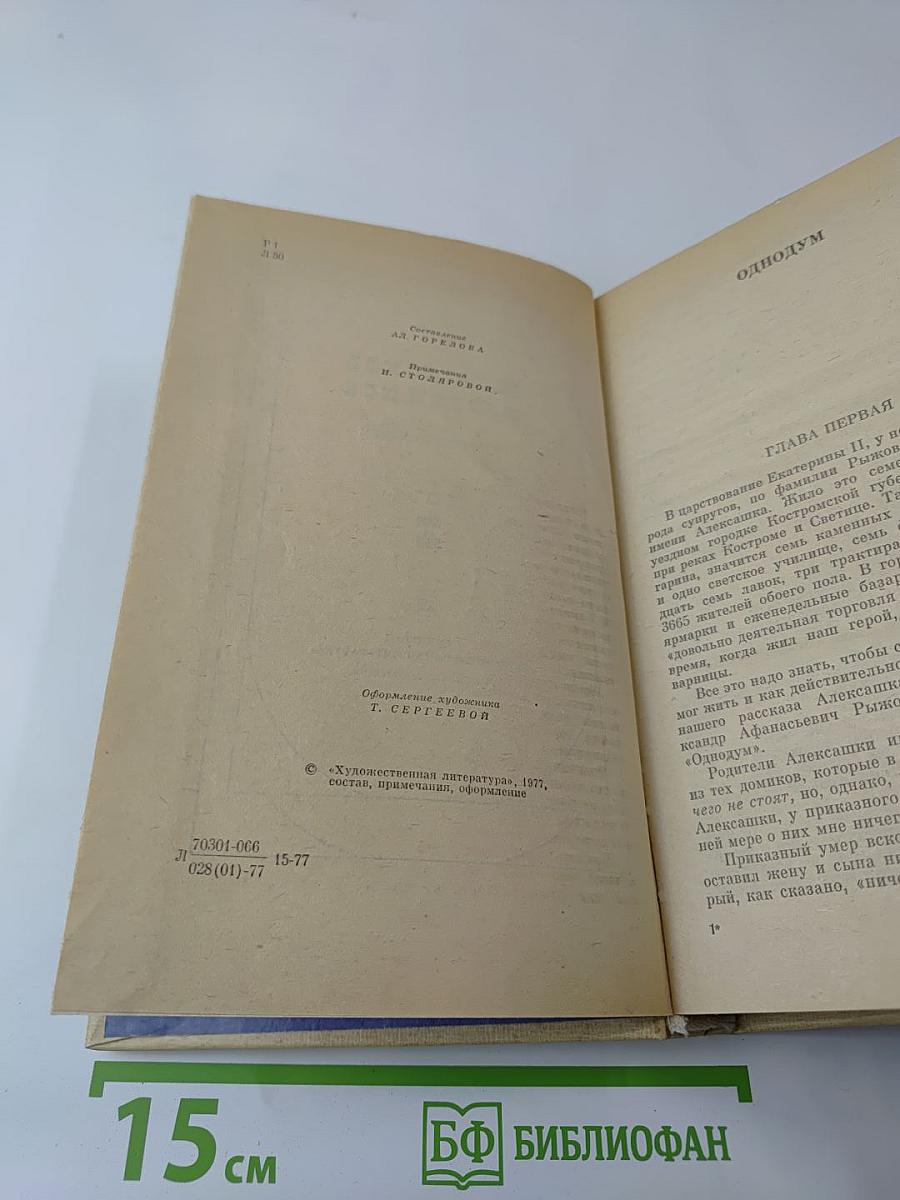 Р 1
Л 50
Составление
АЛ. ГОРЕЛОВА
Примечания
И. СТОЛЯРОВОЙ.
Оформление художника
Т. СЕРГЕЕВОЙ
© «Художественная литература», 1977,
состав, примечания, оформление
Л 70301-066
028(01)-77 15-77
ОДНОДУМ
ГЛАВА ПЕРВАЯ
В царствование Екатерины II, у
рода супругов, по фамилии Рыжов
имени Алексашка. Жило это семе
уездном городке Костромской губе
при реках Костроме и Светице. Та
гарина, значится семь каменных
и одно светское училище, семь
дцать семь лавок, три трактира
3665 жителей обоего пола. В гор
ярмарки и еженедельные базар
«довольно деятельная торговля
время, когда жил наш герой,
варницы.
Все это надо знать, чтобы с
мог жить и как действительно
нашего рассказа Алексашка
ксандр Афанасьевич Рыжо
«Однодум».
Родители Алексашки и
из тех домиков, которые в
чего не стоят, но, однако,
Алексашки, у приказного
ней мере о них мне ничег
Приказный умер вско
оставил жену и сына ни
рый, как сказано, «ниче
1*
15 см
БФ БИБЛИОФАН